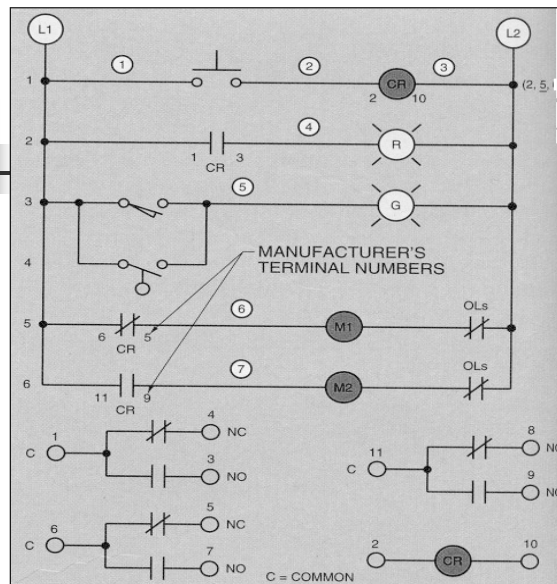 L1 L2
1 2 3
1 CR (2, 5,
2 10
4
2 R
1 3
CR
5
3 G
MANUFACTURER'S
4 TERMINAL NUMBERS
6 OLs
5 M1
6 5
CR
7 OLs
6 M2
11 9
CR
4 NC 8
1 11
C C
3 NO 9
5 NC
6
C 2 CR 10
7 NO
C = COMMON